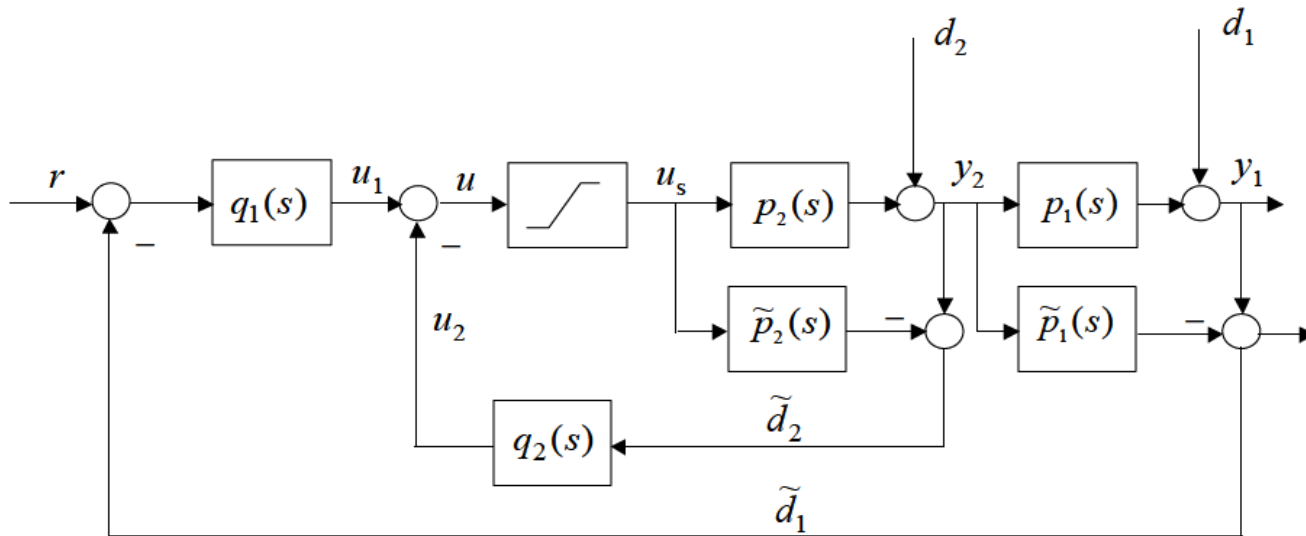 d₂ d₁
r q₁(s) u₁ u uₛ p₂(s) y₂ p₁(s) y₁
−
−
u₂ p̃₂(s) − p̃₁(s) −
q₂(s) d̃₂
d̃₁